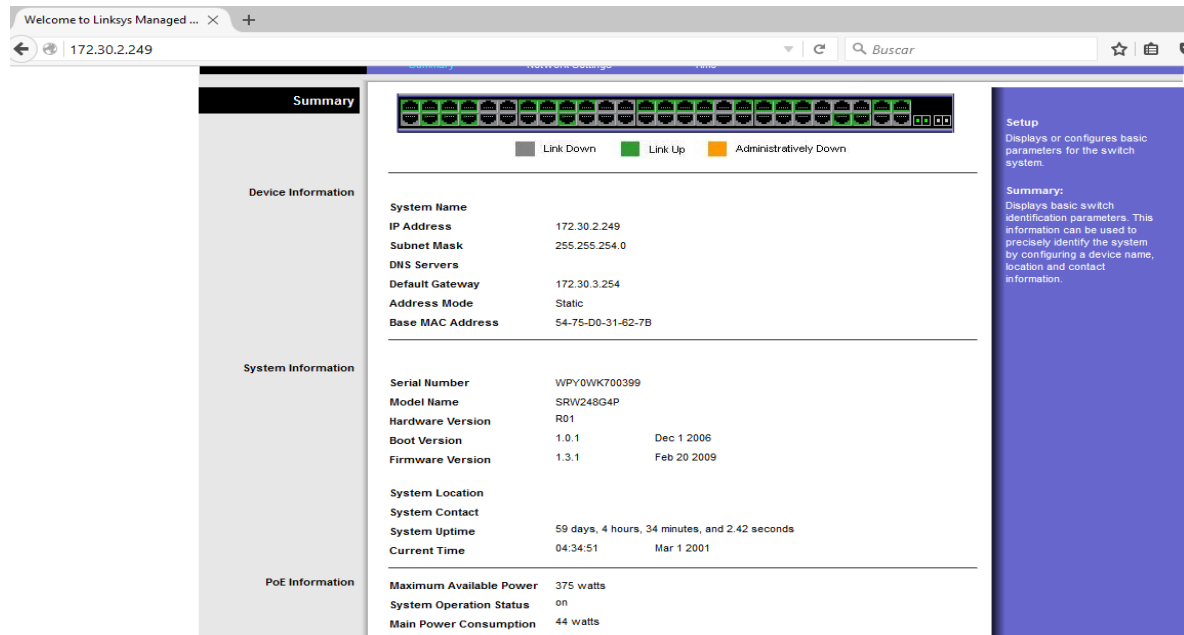 Welcome to Linksys Managed ...
172.30.2.249
Buscar
Summary Network Settings Time
Summary
Link Down Link Up Administratively Down
Setup
Displays or configures basic
parameters for the switch
system.
Summary:
Displays basic switch
identification parameters. This
information can be used to
precisely identify the system
by configuring a device name,
location and contact
information.
Device Information
System Name
IP Address 172.30.2.249
Subnet Mask 255.255.254.0
DNS Servers
Default Gateway 172.30.3.254
Address Mode Static
Base MAC Address 54-75-D0-31-62-7B
System Information
Serial Number WPY0WK700399
Model Name SRW248G4P
Hardware Version R01
Boot Version 1.0.1 Dec 1 2006
Firmware Version 1.3.1 Feb 20 2009
System Location
System Contact
System Uptime 59 days, 4 hours, 34 minutes, and 2.42 seconds
Current Time 04:34:51 Mar 1 2001
PoE Information
Maximum Available Power 375 watts
System Operation Status on
Main Power Consumption 44 watts